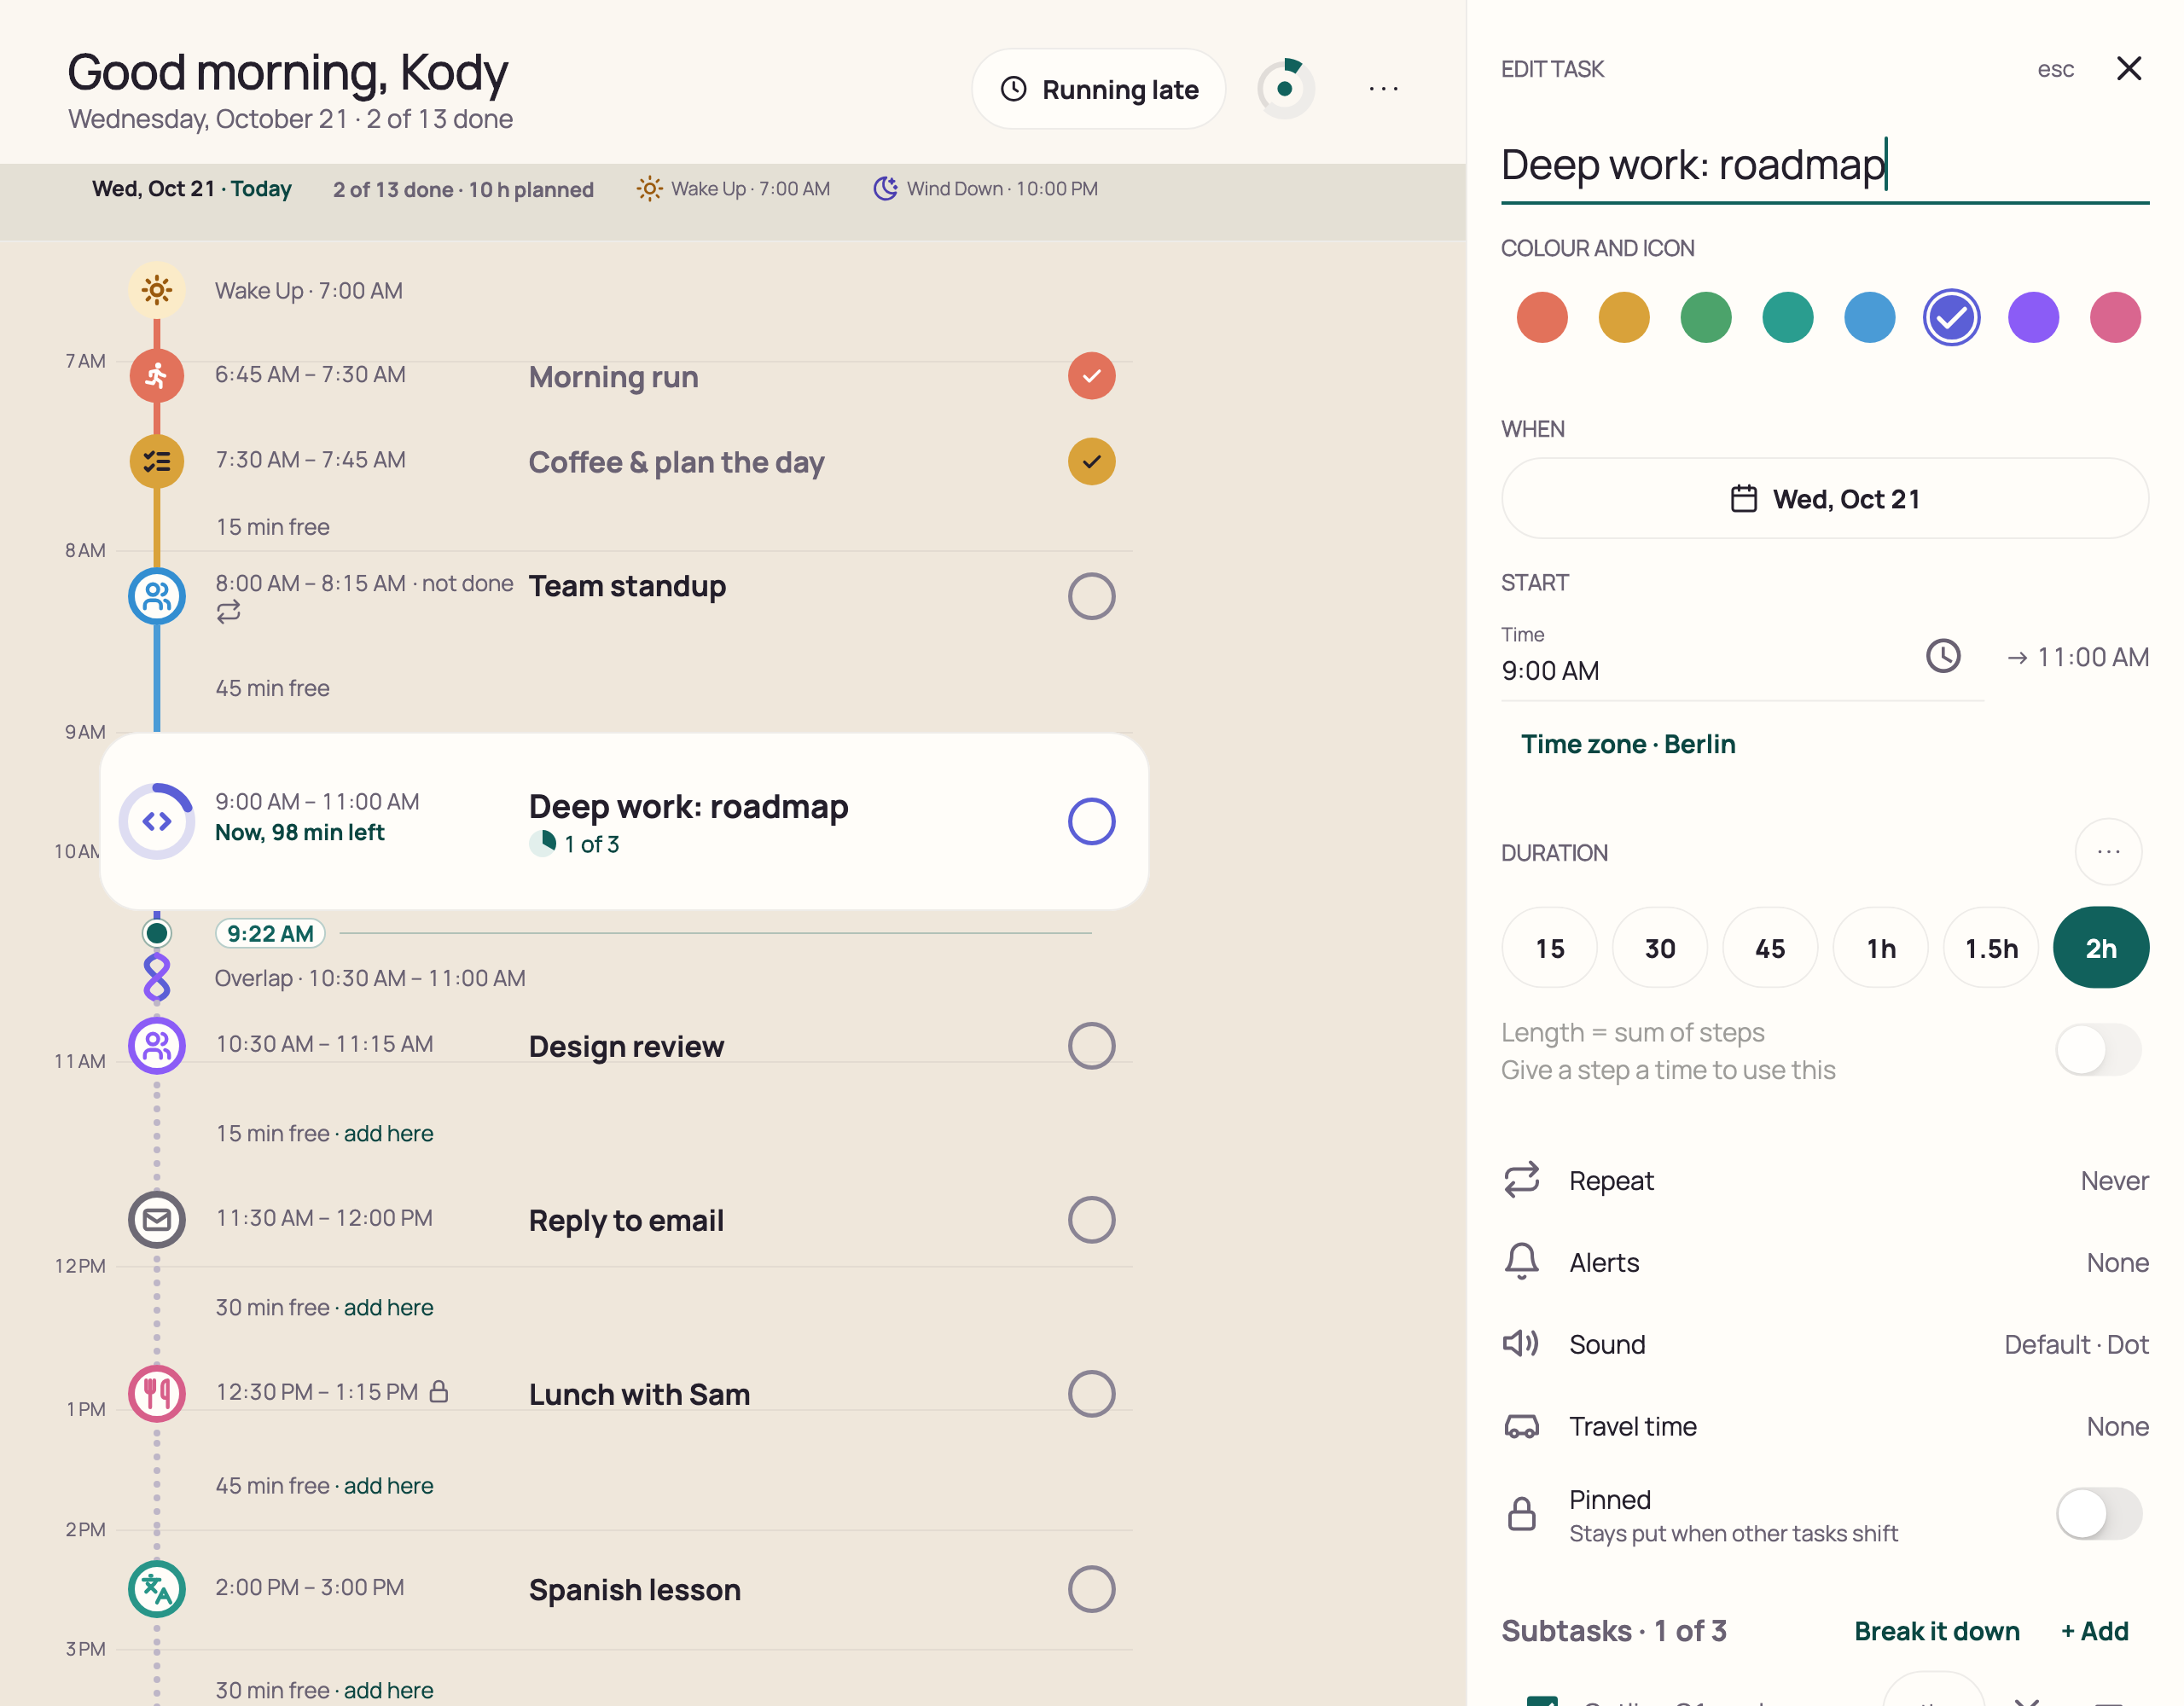 Good morning, Kody
Wednesday, October 21 · 2 of 13 done
Running late
Wed, Oct 21 · Today
2 of 13 done · 10 h planned
Wake Up · 7:00 AM
Wind Down · 10:00 PM
Wake Up · 7:00 AM
7 AM
6:45 AM – 7:30 AM
Morning run
7:30 AM – 7:45 AM
Coffee & plan the day
15 min free
8 AM
8:00 AM – 8:15 AM · not done
Team standup
45 min free
9 AM
9:00 AM – 11:00 AM
Now, 98 min left
Deep work: roadmap
1 of 3
10 AM
9:22 AM
Overlap · 10:30 AM – 11:00 AM
10:30 AM – 11:15 AM
Design review
11 AM
15 min free · add here
11:30 AM – 12:00 PM
Reply to email
12 PM
30 min free · add here
12:30 PM – 1:15 PM
Lunch with Sam
1 PM
45 min free · add here
2 PM
2:00 PM – 3:00 PM
Spanish lesson
3 PM
30 min free · add here
EDIT TASK
esc
Deep work: roadmap
COLOUR AND ICON
WHEN
Wed, Oct 21
START
Time
9:00 AM
→ 11:00 AM
Time zone · Berlin
DURATION
15
30
45
1h
1.5h
2h
Length = sum of steps
Give a step a time to use this
Repeat
Never
Alerts
None
Sound
Default · Dot
Travel time
None
Pinned
Stays put when other tasks shift
Subtasks · 1 of 3
Break it down
+ Add